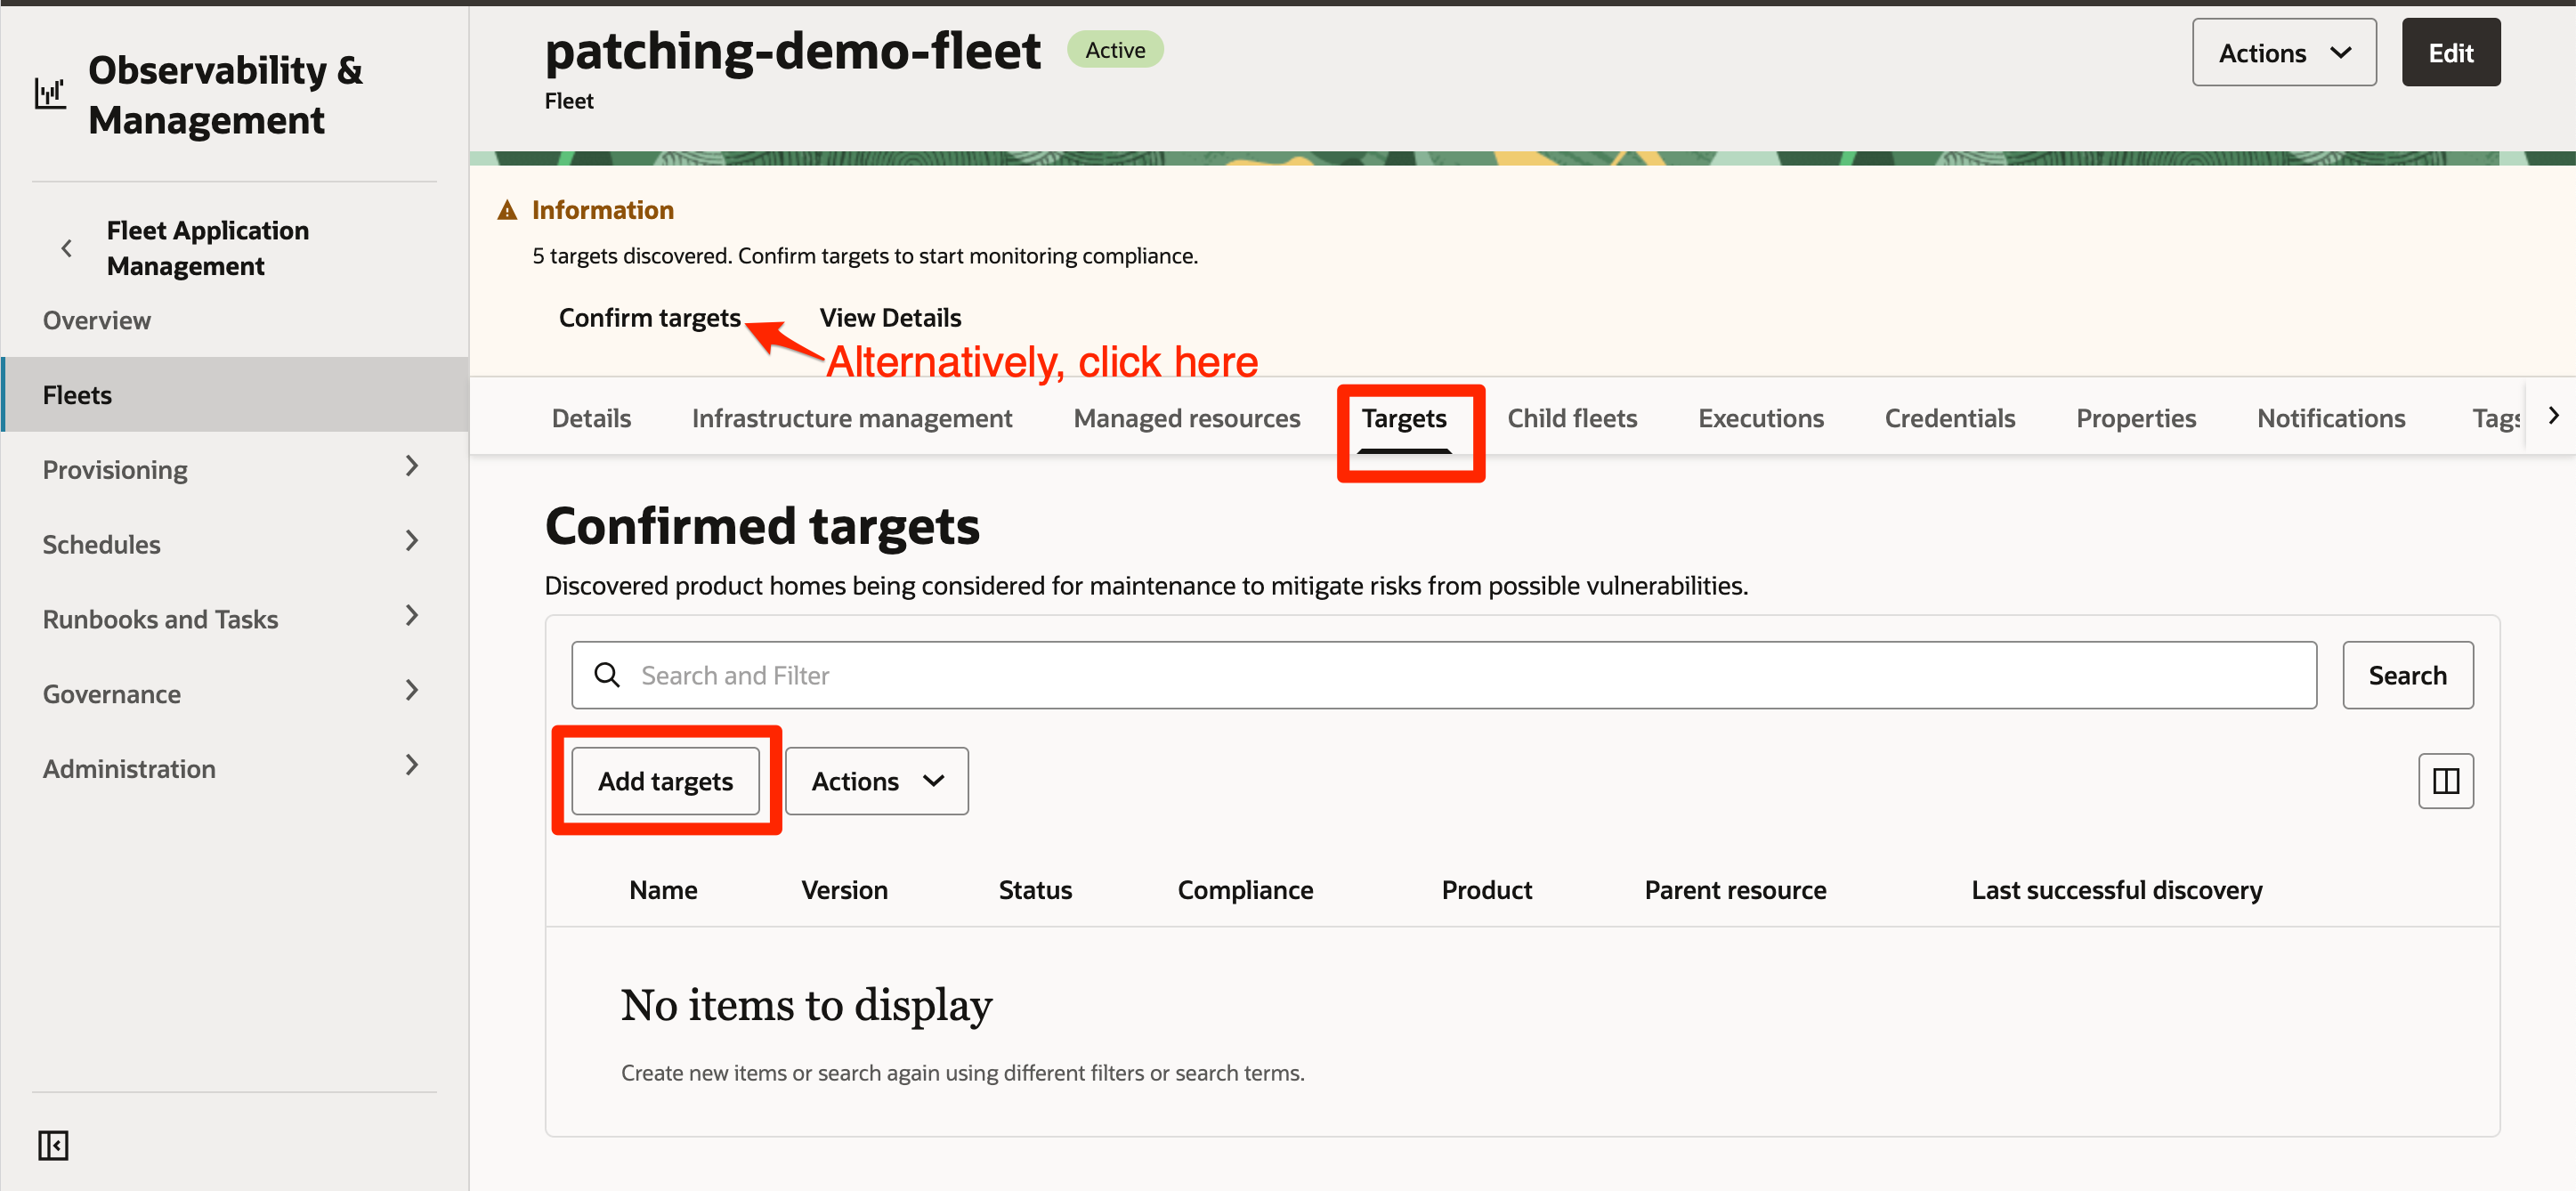 Observability &
Management
Fleet Application
Management
Overview
Fleets
Provisioning
Schedules
Runbooks and Tasks
Governance
Administration
patching-demo-fleet
Active
Actions
Edit
Fleet
Information
5 targets discovered. Confirm targets to start monitoring compliance.
Confirm targets
View Details
Alternatively, click here
Details
Infrastructure management
Managed resources
Targets
Child fleets
Executions
Credentials
Properties
Notifications
Tags
Confirmed targets
Discovered product homes being considered for maintenance to mitigate risks from possible vulnerabilities.
Search and Filter
Search
Add targets
Actions
Name
Version
Status
Compliance
Product
Parent resource
Last successful discovery
No items to display
Create new items or search again using different filters or search terms.